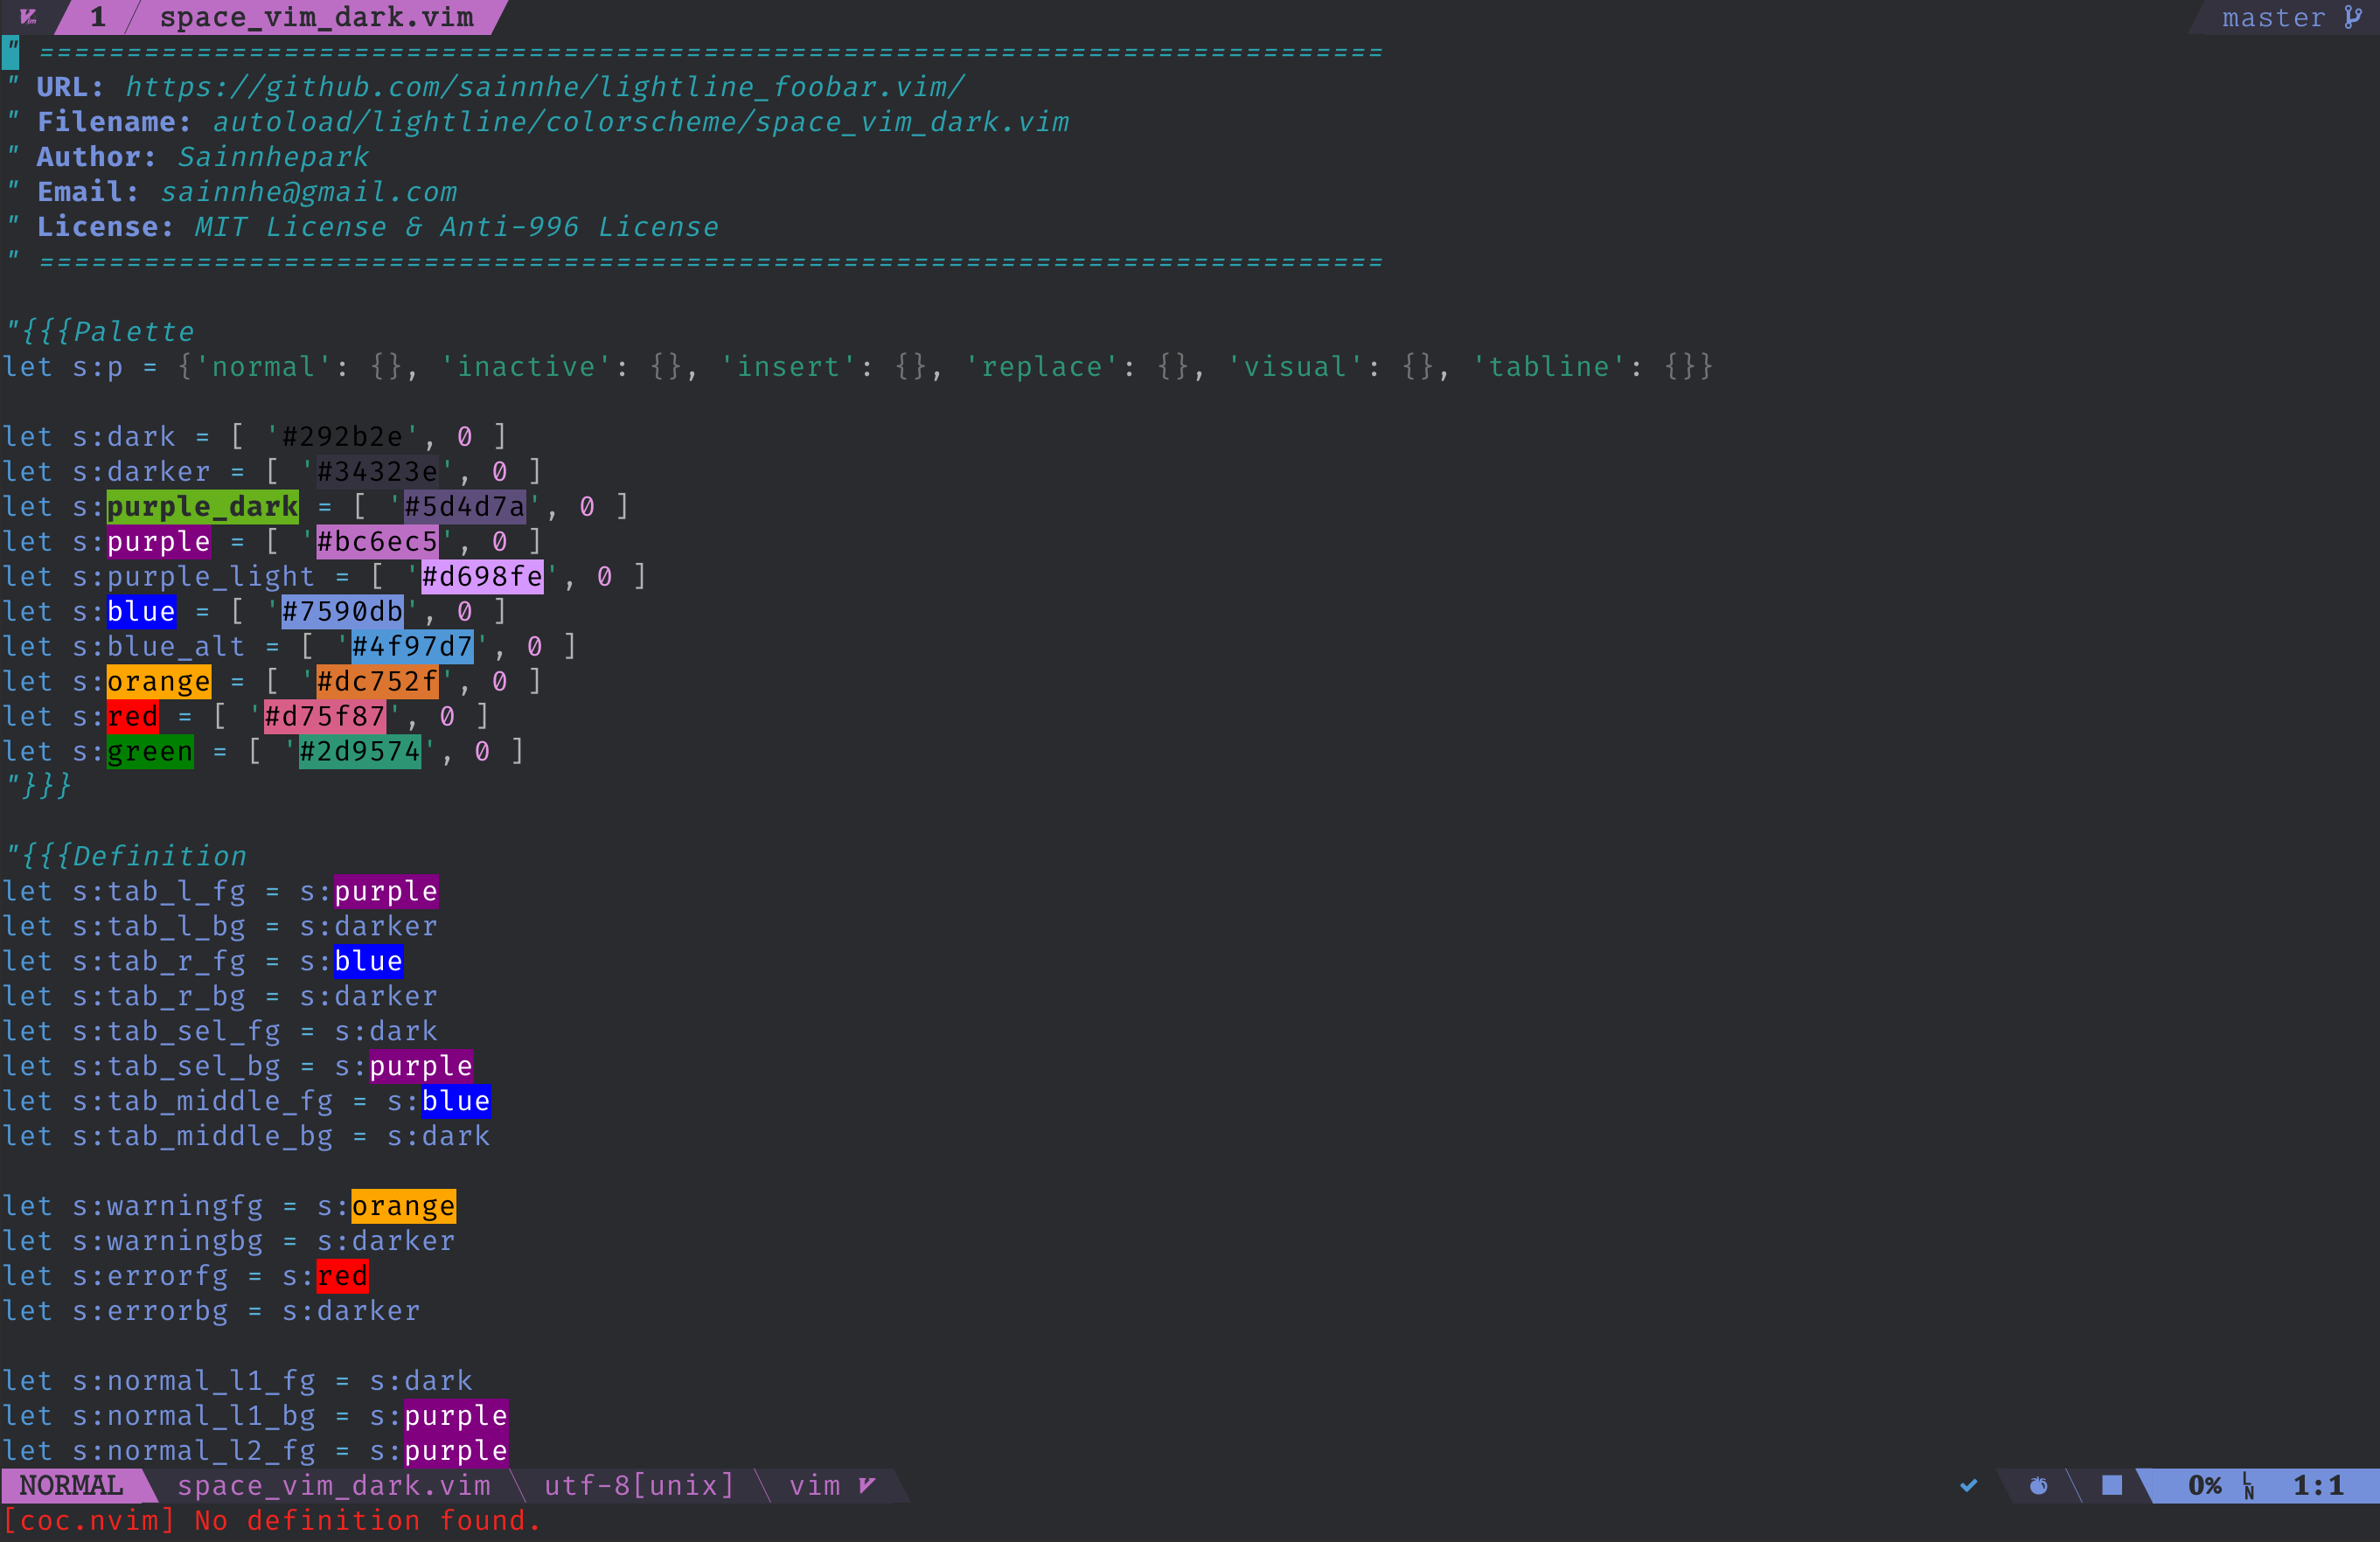 1 space_vim_dark.vim master
" =============================================================================
" URL: https://github.com/sainnhe/lightline_foobar.vim/
" Filename: autoload/lightline/colorscheme/space_vim_dark.vim
" Author: Sainnhepark
" Email: sainnhe@gmail.com
" License: MIT License & Anti-996 License
" =============================================================================
"{{{Palette
let s:p = {'normal': {}, 'inactive': {}, 'insert': {}, 'replace': {}, 'visual': {}, 'tabline': {}}
let s:dark = [ '#292b2e', 0 ]
let s:darker = [ '#34323e', 0 ]
let s:purple_dark = [ '#5d4d7a', 0 ]
let s:purple = [ '#bc6ec5', 0 ]
let s:purple_light = [ '#d698fe', 0 ]
let s:blue = [ '#7590db', 0 ]
let s:blue_alt = [ '#4f97d7', 0 ]
let s:orange = [ '#dc752f', 0 ]
let s:red = [ '#d75f87', 0 ]
let s:green = [ '#2d9574', 0 ]
"}}}
"{{{Definition
let s:tab_l_fg = s:purple
let s:tab_l_bg = s:darker
let s:tab_r_fg = s:blue
let s:tab_r_bg = s:darker
let s:tab_sel_fg = s:dark
let s:tab_sel_bg = s:purple
let s:tab_middle_fg = s:blue
let s:tab_middle_bg = s:dark
let s:warningfg = s:orange
let s:warningbg = s:darker
let s:errorfg = s:red
let s:errorbg = s:darker
let s:normal_l1_fg = s:dark
let s:normal_l1_bg = s:purple
let s:normal_l2_fg = s:purple
NORMAL space_vim_dark.vim utf-8[unix] vim 0% LN 1:1
[coc.nvim] No definition found.